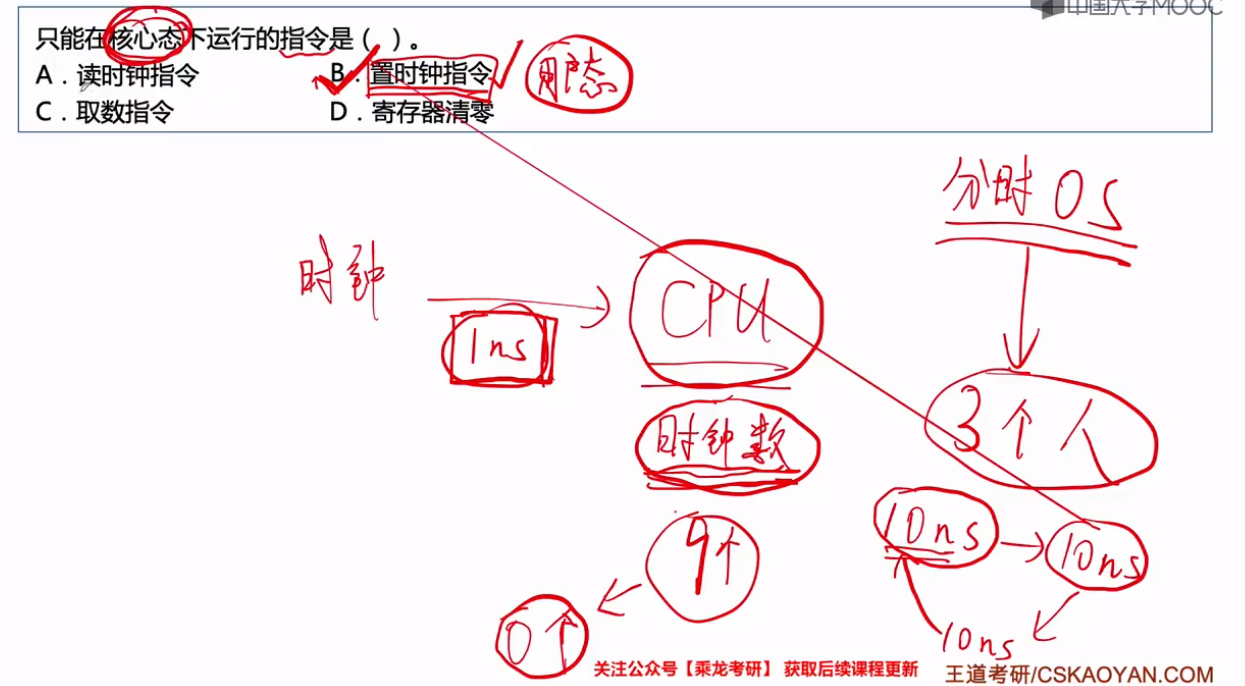 中国大学MOOC
只能在核心态下运行的指令是（ ）。
A．读时钟指令 B．置时钟指令 用户态
C．取数指令 D．寄存器清零
分时 OS
时钟
CPU
1ns
3个人
时钟数
9个
10ns 10ns
0个
10ns
关注公众号【乘龙考研】 获取后续课程更新
王道考研/CSKAOYAN.COM